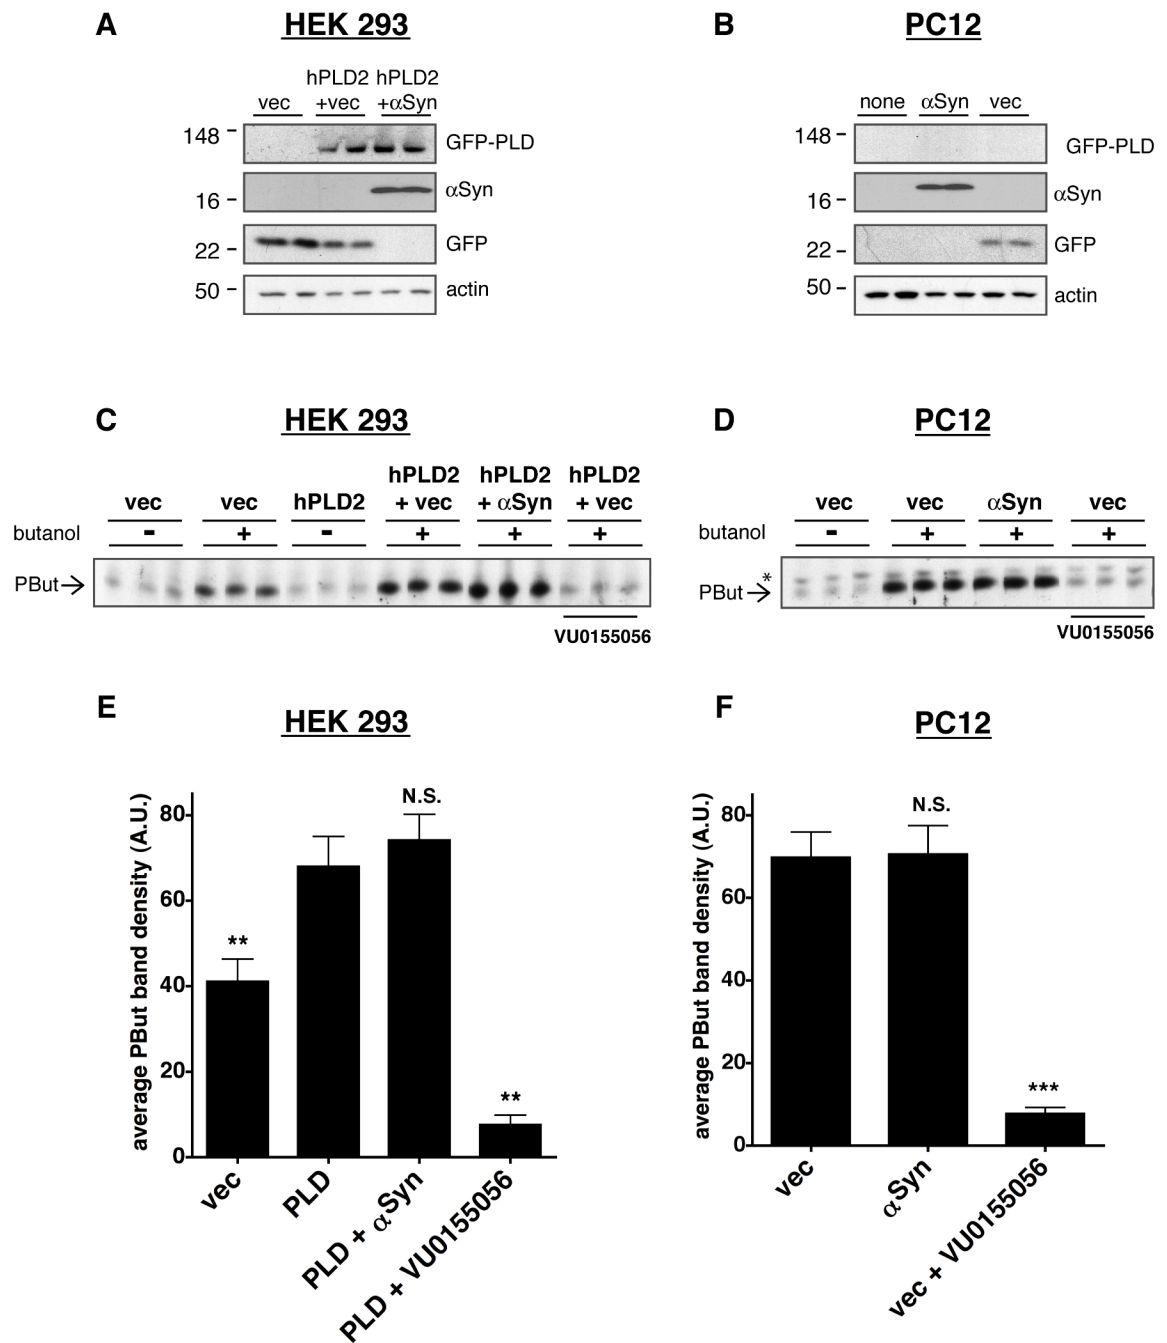 A
HEK 293
hPLD2 hPLD2
vec +vec +αSyn
148 GFP-PLD
16 αSyn
22 GFP
50 actin
B
PC12
none αSyn vec
148 GFP-PLD
16 αSyn
22 GFP
50 actin
C
HEK 293
hPLD2 hPLD2 hPLD2
vec vec hPLD2 + vec + αSyn + vec
butanol - + - + + +
PBut→
VU0155056
D
PC12
vec vec αSyn vec
butanol - + + +
*
PBut→
VU0155056
E
HEK 293
average PBut band density (A.U.)
80
60
40
20
0
**
N.S.
**
vec
PLD
PLD + αSyn
PLD + VU0155056
F
PC12
average PBut band density (A.U.)
80
60
40
20
0
N.S.
***
vec
αSyn
vec + VU0155056